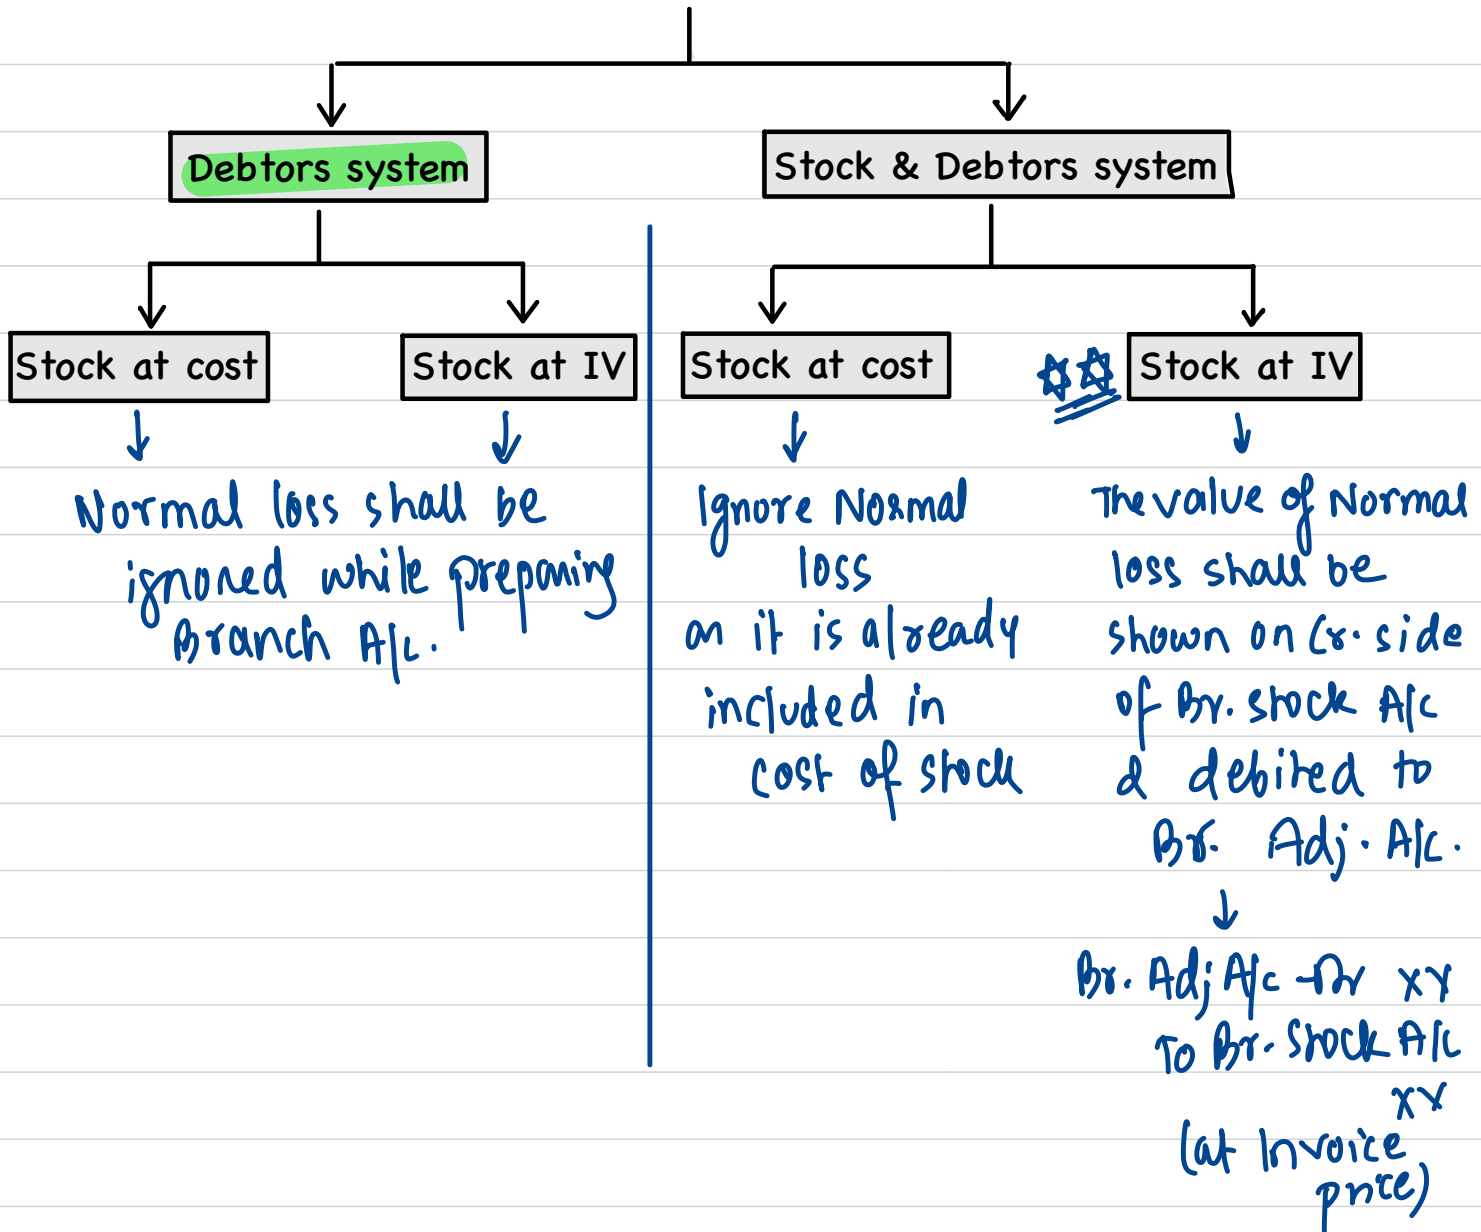 Debtors system
Stock & Debtors system
Stock at cost
Stock at IV
Stock at cost
Stock at IV
Normal loss shall be
ignored while preparing
Branch A/c.
Ignore Normal
loss
as it is already
included in
cost of stock
The value of Normal
loss shall be
shown on Cr. side
of Br. stock A/c
& debited to
Br. Adj. A/c.
Br. Adj A/c Dr xx
To Br. Stock A/c
xx
(at Invoice
price)